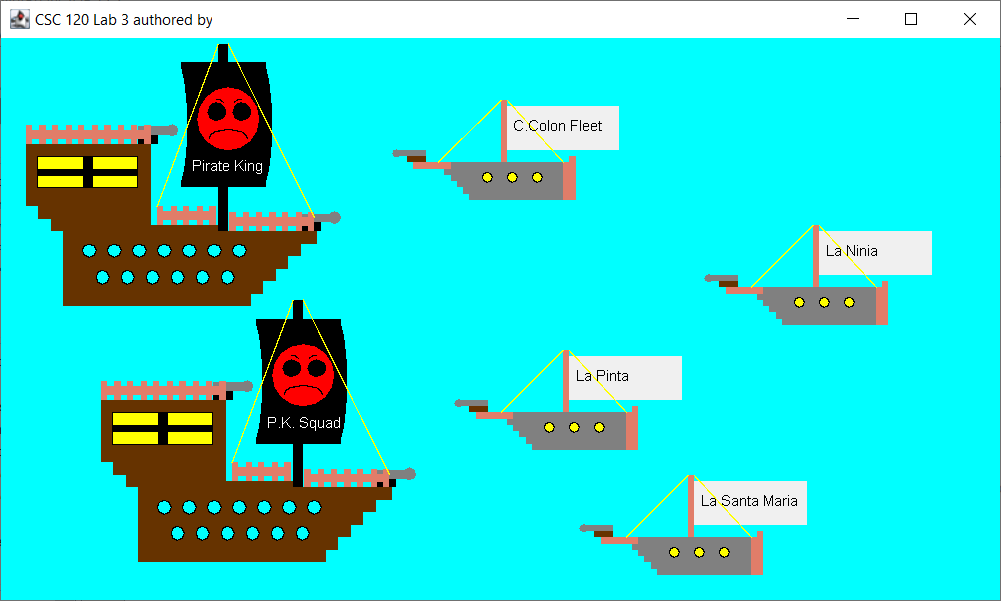 CSC 120 Lab 3 authored by
Pirate King
C.Colon Fleet
La Ninia
La Pinta
P.K. Squad
La Santa Maria